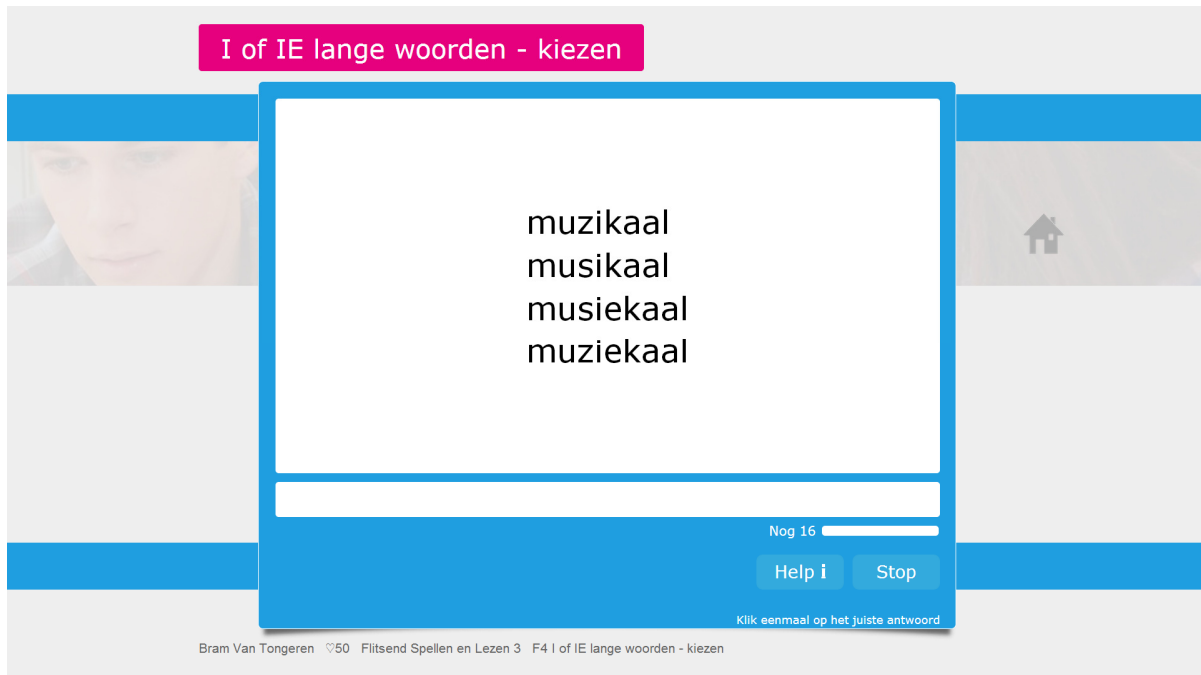 I of IE lange woorden - kiezen
muzikaal
musikaal
musiekaal
muziekaal
Nog 16
Help i Stop
Klik eenmaal op het juiste antwoord
Bram Van Tongeren ♡50 Flitsend Spellen en Lezen 3 F4 I of IE lange woorden - kiezen